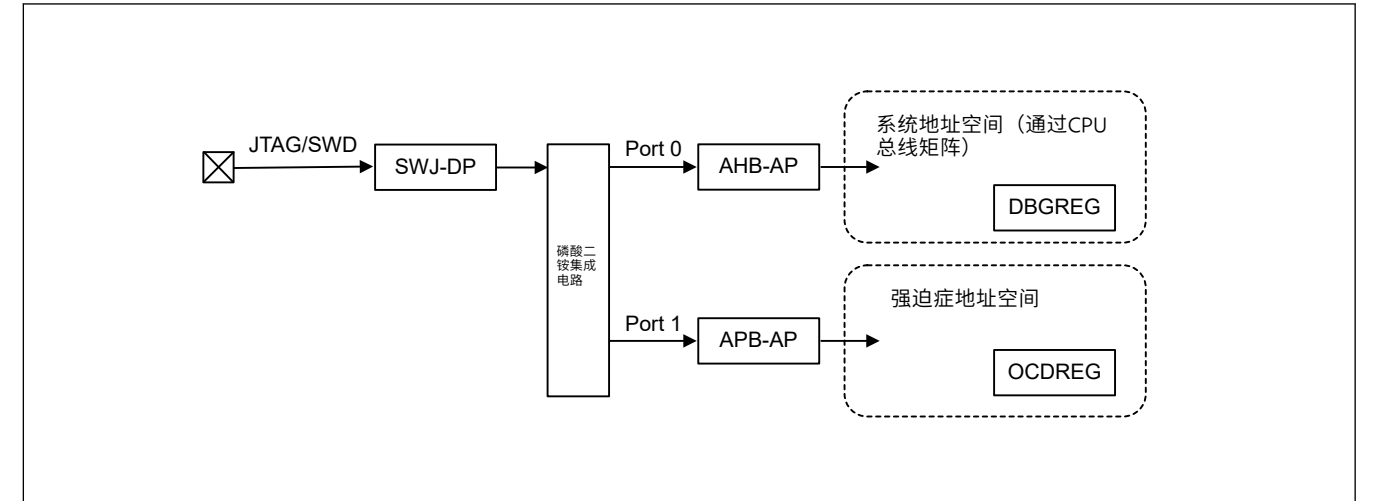 JTAG/SWD
SWJ-DP
磷酸二
铵集成
电路
Port 0
AHB-AP
系统地址空间（通过CPU
总线矩阵）
DBGREG
Port 1
APB-AP
强迫症地址空间
OCDREG